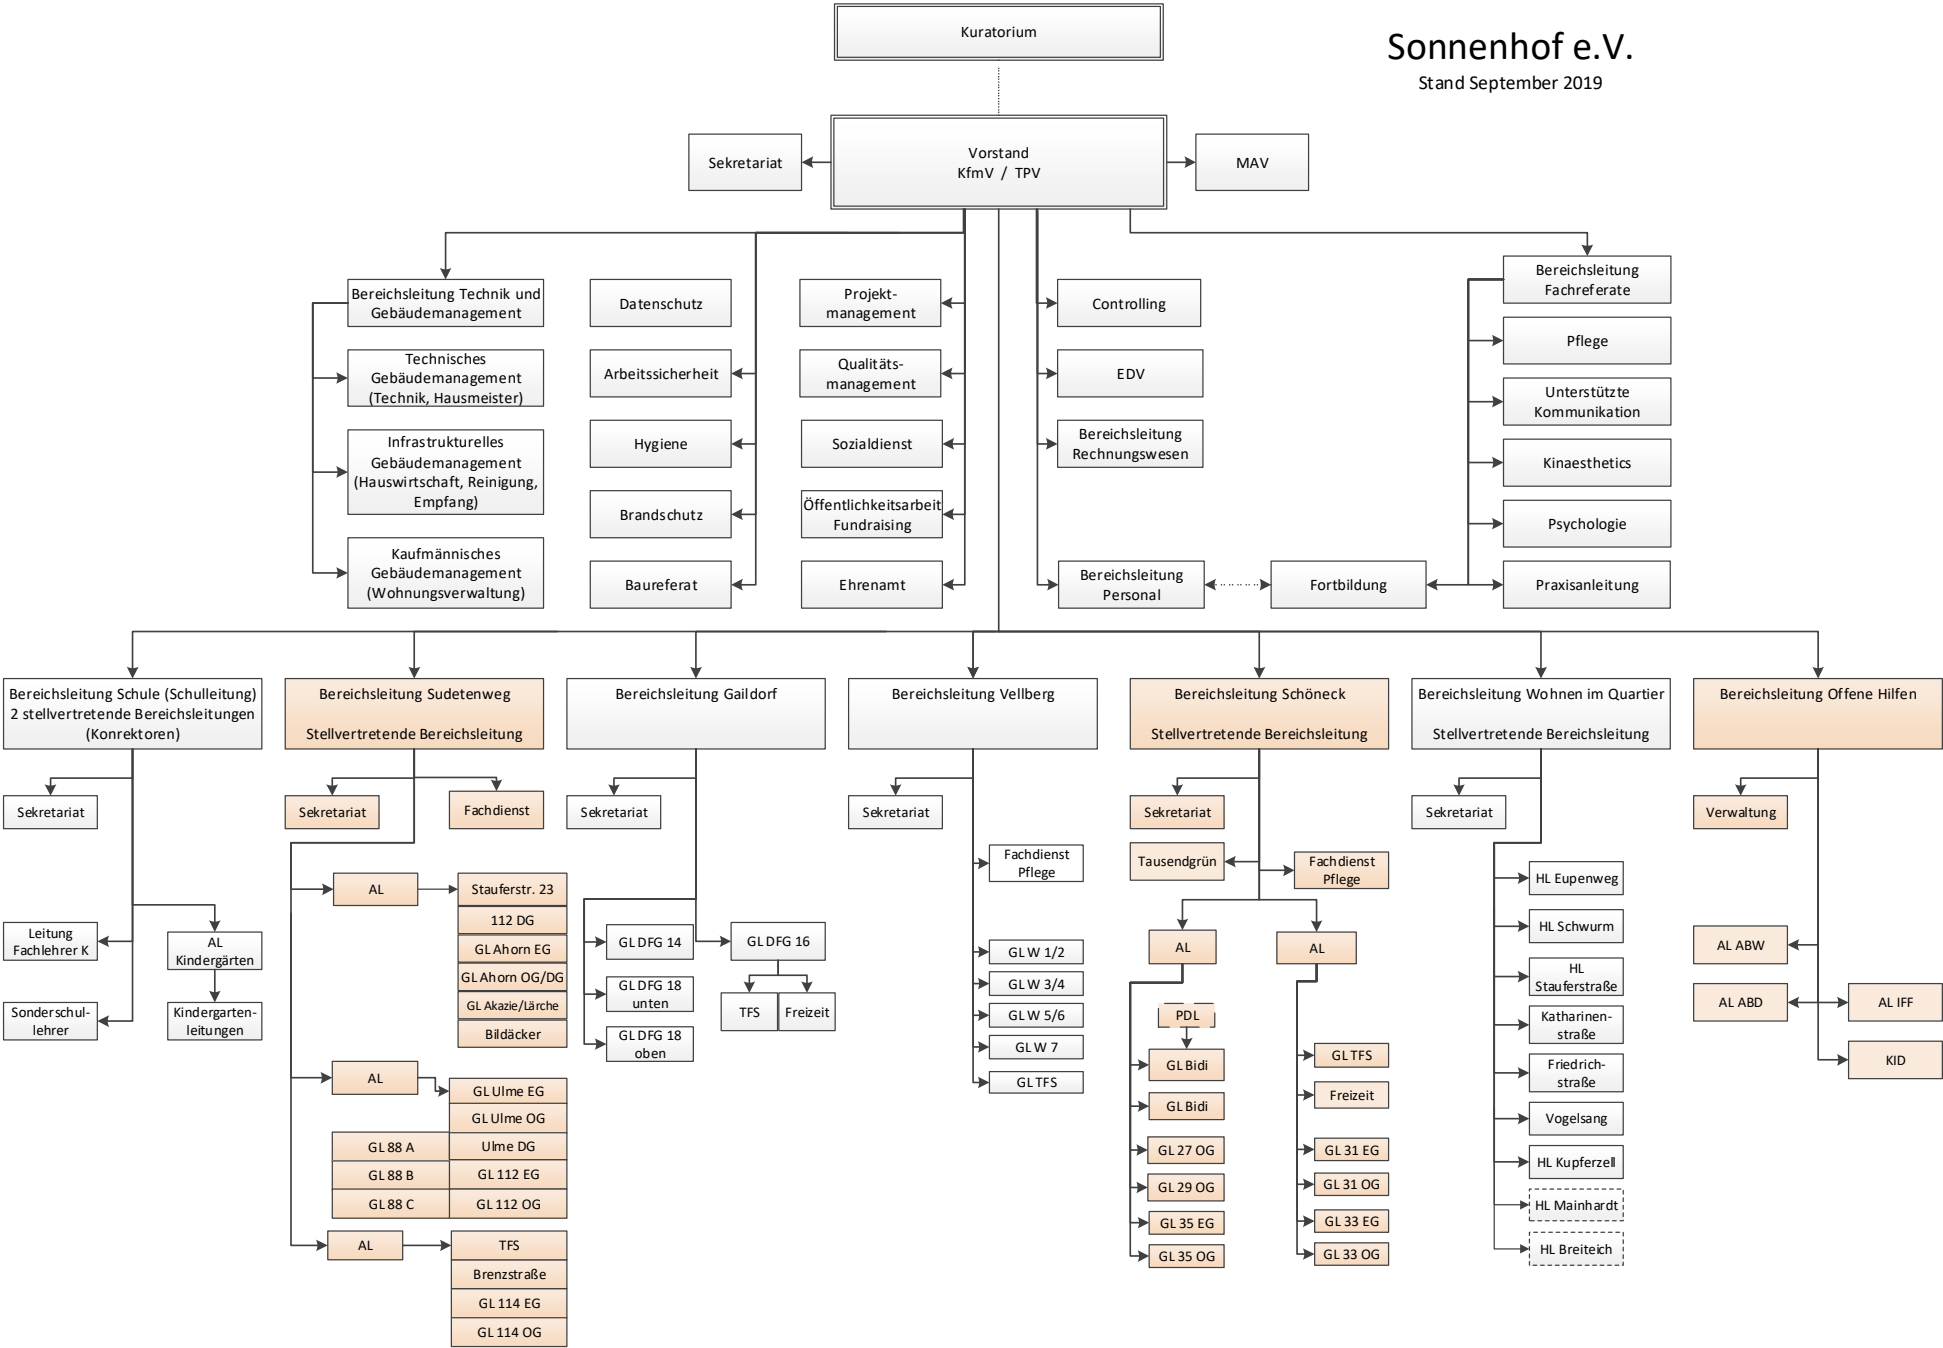 Kuratorium
Sonnenhof e.V.
Stand September 2019
Sekretariat
Vorstand
KfmV / TPV
MAV
Bereichsleitung Technik und
Gebäudemanagement
Technisches
Gebäudemanagement
(Technik, Hausmeister)
Infrastrukturelles
Gebäudemanagement
(Hauswirtschaft, Reinigung,
Empfang)
Kaufmännisches
Gebäudemanagement
(Wohnungsverwaltung)
Datenschutz
Arbeitssicherheit
Hygiene
Brandschutz
Baureferat
Projekt-
management
Qualitäts-
management
Sozialdienst
Öffentlichkeitsarbeit
Fundraising
Ehrenamt
Controlling
EDV
Bereichsleitung
Rechnungswesen
Bereichsleitung
Personal
Fortbildung
Bereichsleitung
Fachreferate
Pflege
Unterstützte
Kommunikation
Kinaesthetics
Psychologie
Praxisanleitung
Bereichsleitung Schule (Schulleitung)
2 stellvertretende Bereichsleitungen
(Konrektoren)
Sekretariat
Leitung
Fachlehrer K
Sonderschul-
lehrer
AL
Kindergärten
Kindergarten-
leitungen
Bereichsleitung Sudetenweg
Stellvertretende Bereichsleitung
Sekretariat
Fachdienst
AL
Stauferstr. 23
112 DG
GL Ahorn EG
GL Ahorn OG/DG
GL Akazie/Lärche
Bildäcker
AL
GL Ulme EG
GL Ulme OG
Ulme DG
GL 112 EG
GL 112 OG
GL 88 A
GL 88 B
GL 88 C
AL
TFS
Brenzstraße
GL 114 EG
GL 114 OG
Bereichsleitung Gaildorf
Sekretariat
GL DFG 14
GL DFG 18
unten
GL DFG 18
oben
GL DFG 16
TFS
Freizeit
Bereichsleitung Vellberg
Sekretariat
Fachdienst
Pflege
GL W 1/2
GL W 3/4
GL W 5/6
GL W 7
GL TFS
Bereichsleitung Schöneck
Stellvertretende Bereichsleitung
Sekretariat
Tausendgrün
Fachdienst
Pflege
AL
PDL
GL Bidi
GL Bidi
GL 27 OG
GL 29 OG
GL 35 EG
GL 35 OG
AL
GL TFS
Freizeit
GL 31 EG
GL 31 OG
GL 33 EG
GL 33 OG
Bereichsleitung Wohnen im Quartier
Stellvertretende Bereichsleitung
Sekretariat
HL Eupenweg
HL Schwurm
HL
Stauferstraße
Katharinen-
straße
Friedrich-
straße
Vogelsang
HL Kupferzell
HL Mainhardt
HL Breiteich
Bereichsleitung Offene Hilfen
Verwaltung
AL ABW
AL ABD
AL IFF
KID